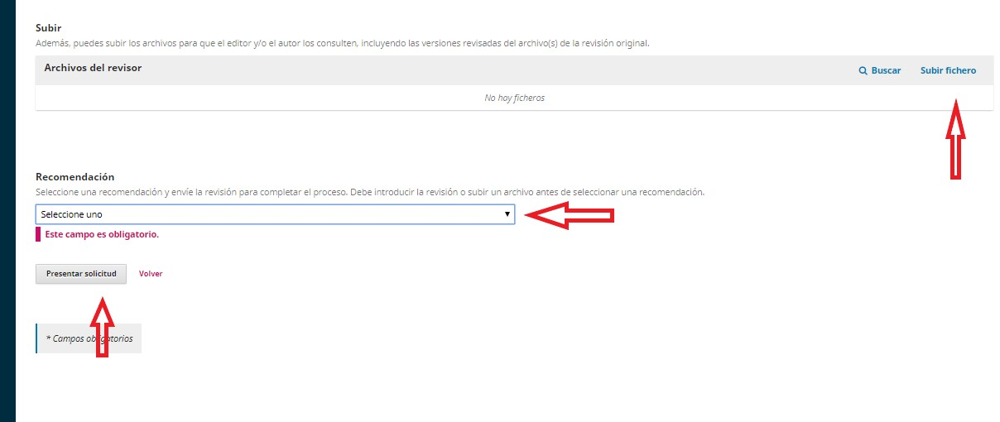 Subir
Además, puedes subir los archivos para que el editor y/o el autor los consulten, incluyendo las versiones revisadas del archivo(s) de la revisión original.
Archivos del revisor
Buscar
Subir fichero
No hay ficheros
Recomendación
Seleccione una recomendación y envíe la revisión para completar el proceso. Debe introducir la revisión o subir un archivo antes de seleccionar una recomendación.
Seleccione uno
Este campo es obligatorio.
Presentar solicitud
Volver
* Campos obligatorios